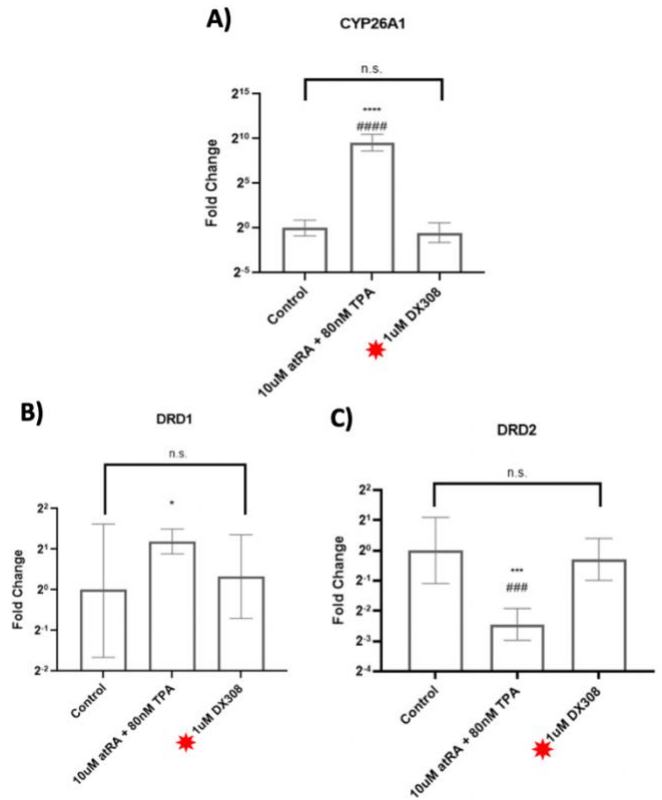 A)
CYP26A1
n.s.
2^15
****
####
2^10
2^5
2^0
2^-5
Fold Change
Control
10uM atRA + 80nM TPA
1uM DX308
B)
DRD1
n.s.
2^2
*
2^1
2^0
2^-1
2^-2
Fold Change
Control
10uM atRA + 80nM TPA
1uM DX308
C)
DRD2
n.s.
2^2
2^1
2^0
2^-1
***
###
2^-2
2^-3
2^-4
Fold Change
Control
10uM atRA + 80nM TPA
1uM DX308